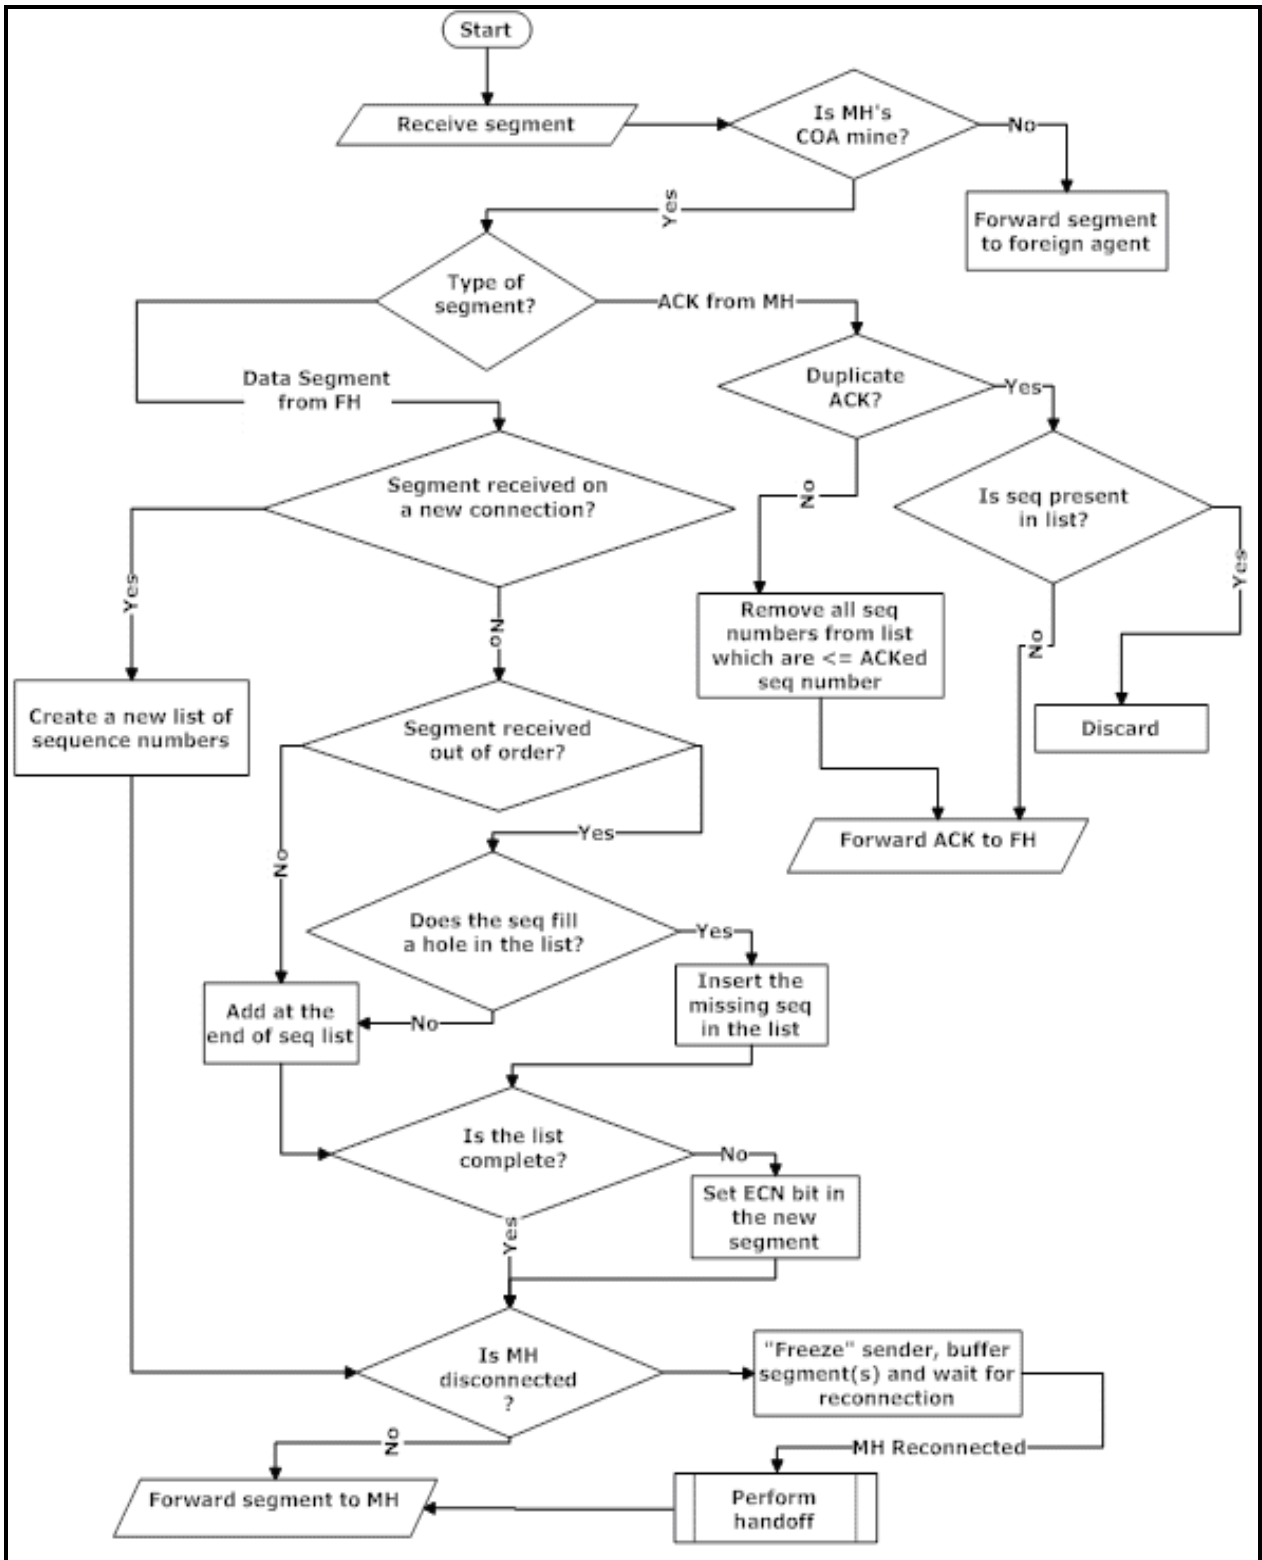 Start
Receive segment
Is MH's
COA mine?
No
Forward segment
to foreign agent
Yes
Type of
segment?
ACK from MH
Data Segment
from FH
Duplicate
ACK?
Yes
Segment received on
a new connection?
Is seq present
in list?
No
Yes
Yes
No
Remove all seq
numbers from list
which are <= ACKed
seq number
No
Create a new list of
sequence numbers
Segment received
out of order?
Discard
Yes
Forward ACK to FH
No
Does the seq fill
a hole in the list?
Yes
Insert the
missing seq
in the list
Add at the
end of seq list
No
Is the list
complete?
No
Set ECN bit in
the new
segment
Yes
Is MH
disconnected
?
"Freeze" sender, buffer
segment(s) and wait for
reconnection
No
MH Reconnected
Forward segment to MH
Perform
handoff